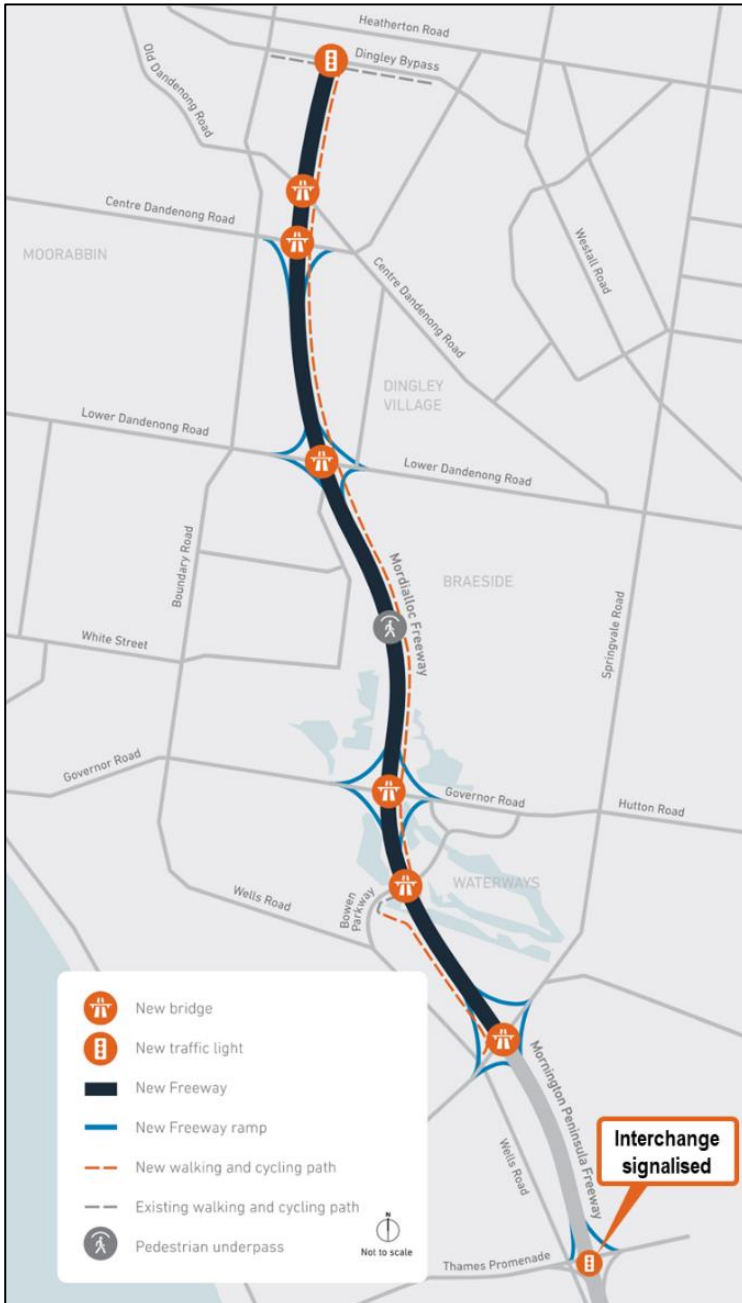 Heatherton Road
Dingley Bypass
Old Dandenong Road
Centre Dandenong Road
MOORABBIN
Westall Road
Centre Dandenong Road
DINGLEY
VILLAGE
Lower Dandenong Road
Lower Dandenong Road
Boundary Road
Mordialloc Freeway
BRAESIDE
Springvale Road
White Street
Governor Road
Governor Road
Hutton Road
Wells Road
Bowen
Parkway
WATERWAYS
New bridge
New traffic light
New Freeway
New Freeway ramp
New walking and cycling path
Existing walking and cycling path
Pedestrian underpass
N
Not to scale
Mornington Peninsula Freeway
Wells Road
Interchange
signalised
Thames Promenade